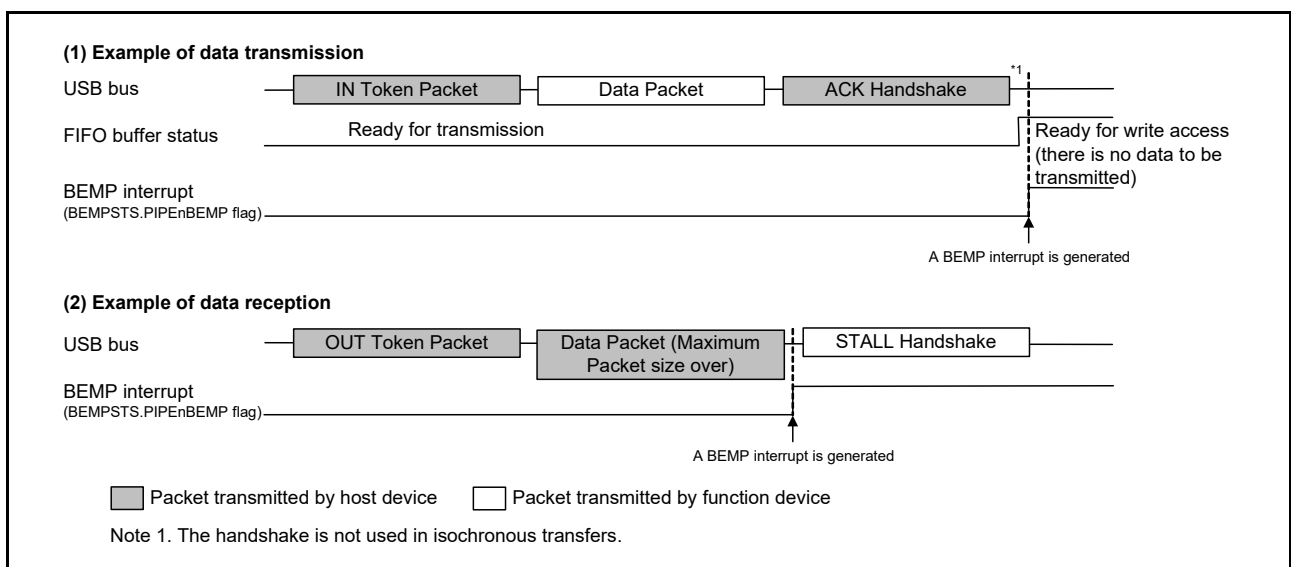 (1) Example of data transmission
USB bus
IN Token Packet
Data Packet
ACK Handshake
*1
FIFO buffer status
Ready for transmission
Ready for write access
(there is no data to be
transmitted)
BEMP interrupt
(BEMPSTS.PIPEnBEMP flag)
A BEMP interrupt is generated
(2) Example of data reception
USB bus
OUT Token Packet
Data Packet (Maximum
Packet size over)
STALL Handshake
BEMP interrupt
(BEMPSTS.PIPEnBEMP flag)
A BEMP interrupt is generated
Packet transmitted by host device
Packet transmitted by function device
Note 1. The handshake is not used in isochronous transfers.